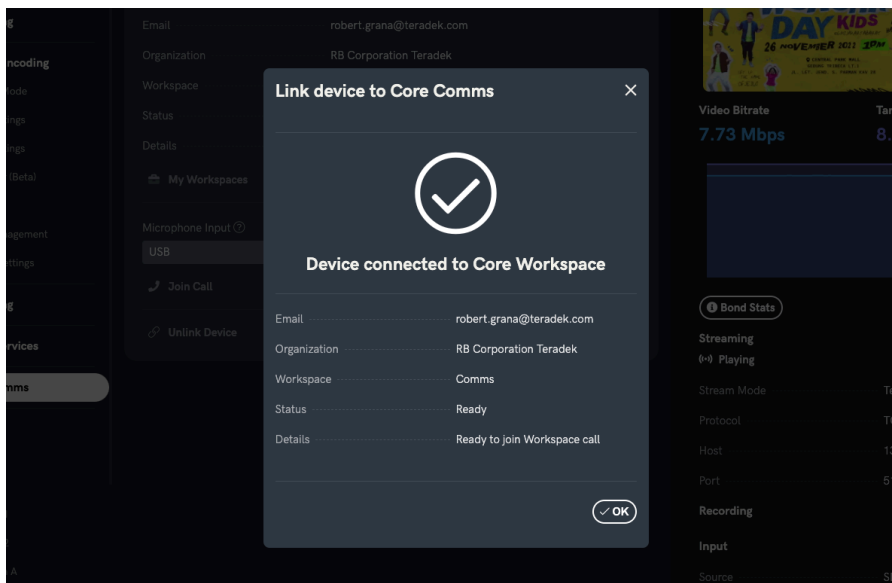 Email robert.grana@teradek.com
Organization RB Corporation Teradek
Workspace
Status
Details
My Workspaces
Microphone Input
USB
Join Call
Unlink Device
ncoding
ings
ings
(Beta)
agement
ettings
rvices
mms
Link device to Core Comms
Device connected to Core Workspace
Email robert.grana@teradek.com
Organization RB Corporation Teradek
Workspace Comms
Status Ready
Details Ready to join Workspace call
OK
DAY KIDS
26 NOVEMBER 2022
Video Bitrate
7.73 Mbps 8.
Bond Stats
Streaming
Playing
Stream Mode
Protocol
Host
Port
Recording
Input
Source